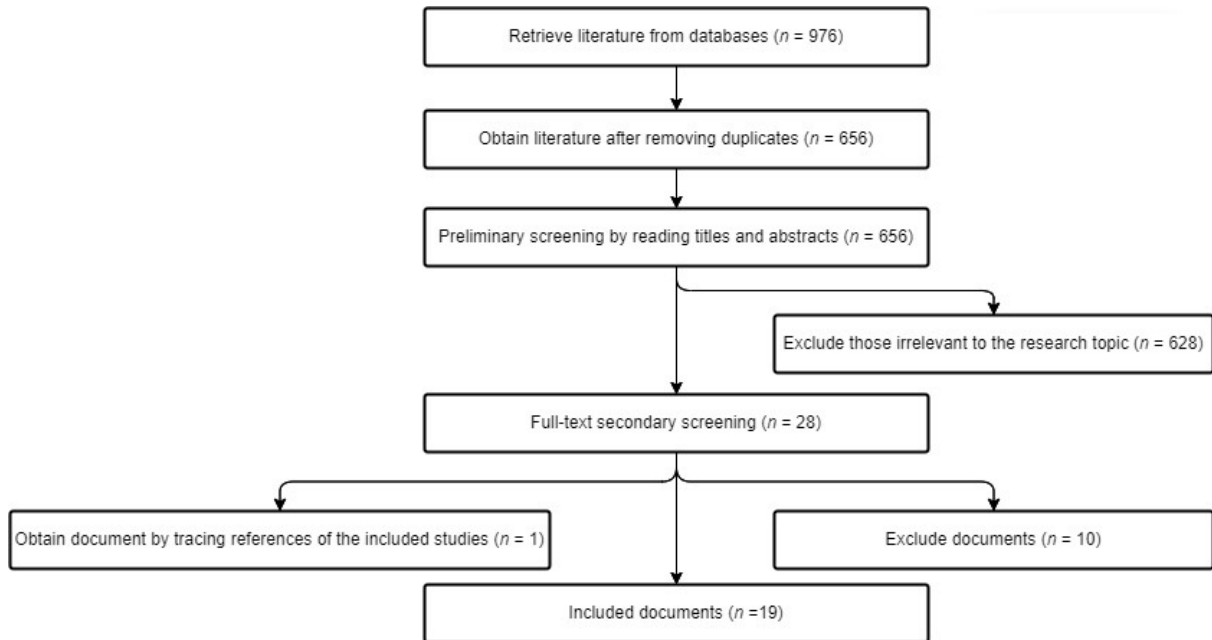 Retrieve literature from databases (n = 976)
Obtain literature after removing duplicates (n = 656)
Preliminary screening by reading titles and abstracts (n = 656)
Exclude those irrelevant to the research topic (n = 628)
Full-text secondary screening (n = 28)
Obtain document by tracing references of the included studies (n = 1)
Exclude documents (n = 10)
Included documents (n =19)